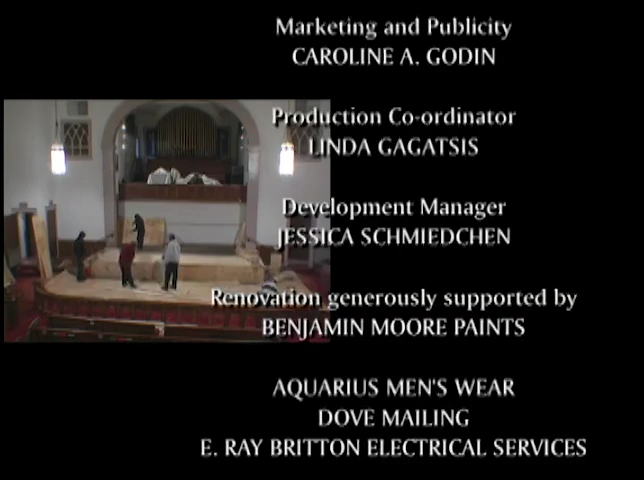 Marketing and Publicity
CAROLINE A. GODIN
Production Co-ordinator
LINDA GAGATSIS
Development Manager
JESSICA SCHMIEDCHEN
Renovation generously supported by
BENJAMIN MOORE PAINTS
AQUARIUS MEN'S WEAR
DOVE MAILING
E. RAY BRITTON ELECTRICAL SERVICES